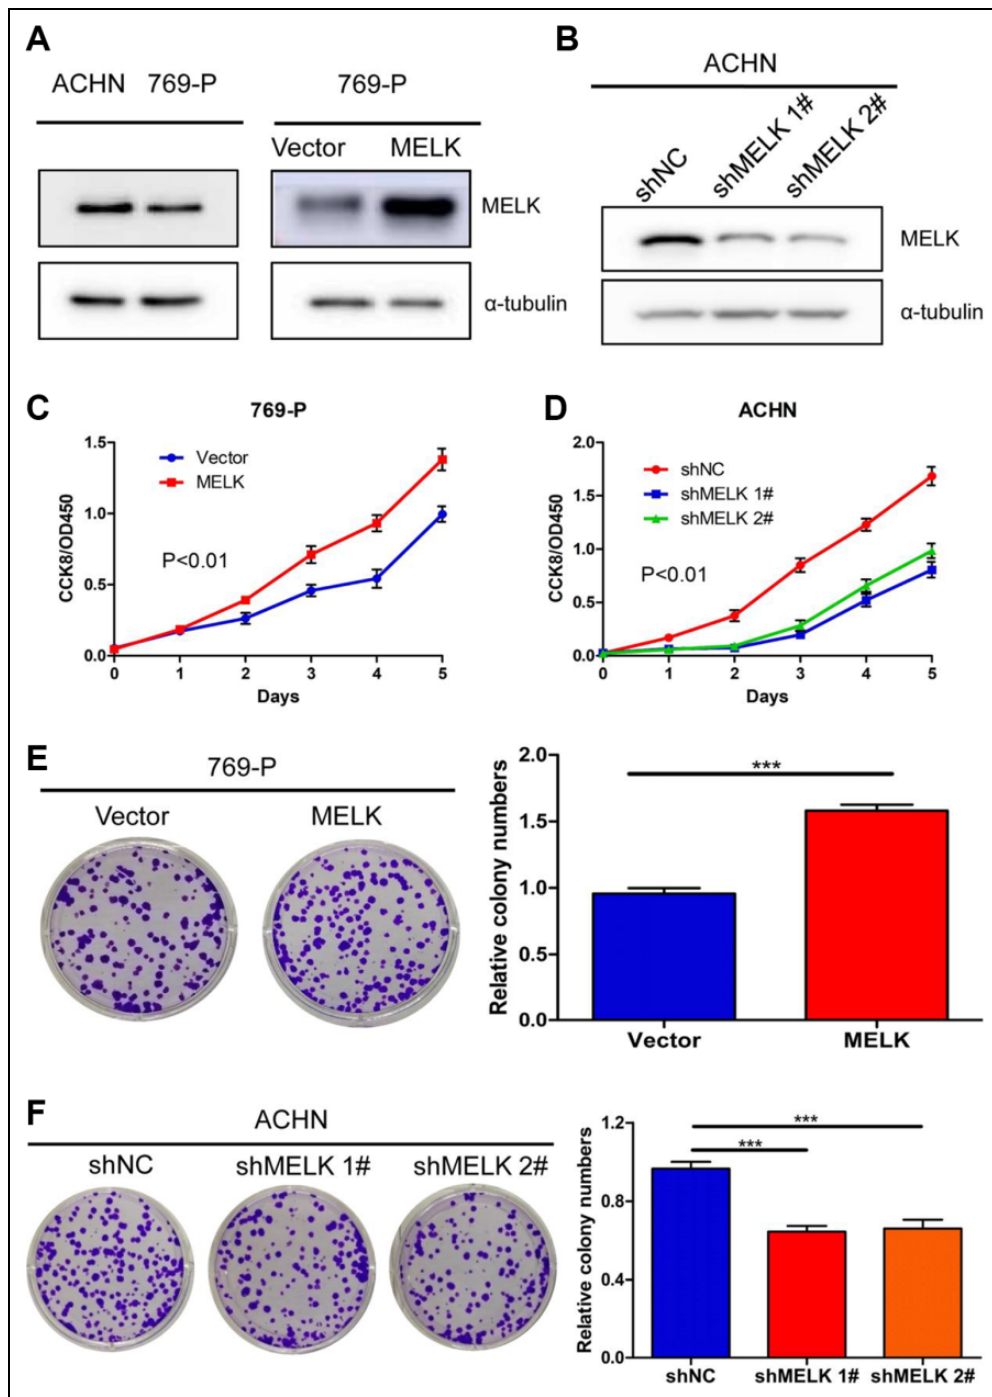 A
ACHN 769-P
769-P
Vector MELK
MELK
α-tubulin
B
ACHN
shNC shMELK 1# shMELK 2#
MELK
α-tubulin
C
769-P
CCK8/OD450
1.5
1.0
0.5
0.0
Vector
MELK
P<0.01
0 1 2 3 4 5
Days
D
ACHN
CCK8/OD450
2.0
1.5
1.0
0.5
0.0
shNC
shMELK 1#
shMELK 2#
P<0.01
0 1 2 3 4 5
Days
E
769-P
Vector MELK
Relative colony numbers
2.0
1.5
1.0
0.5
0.0
***
Vector MELK
F
ACHN
shNC shMELK 1# shMELK 2#
Relative colony numbers
1.2
0.8
0.4
0.0
***
***
shNC shMELK 1# shMELK 2#